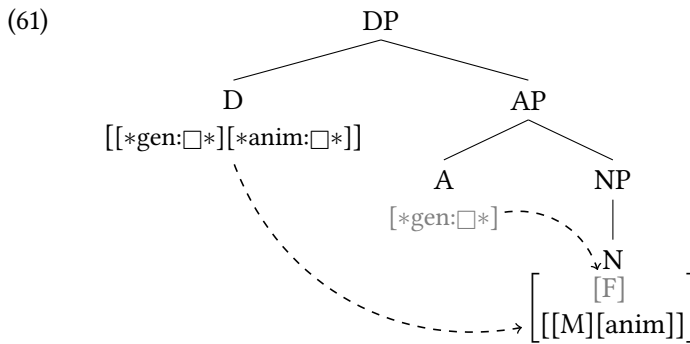 (61)
DP
D
AP
[[∗gen:□∗][∗anim:□∗]]
A
NP
[∗gen:□∗]
N
[F]
[[M][anim]]